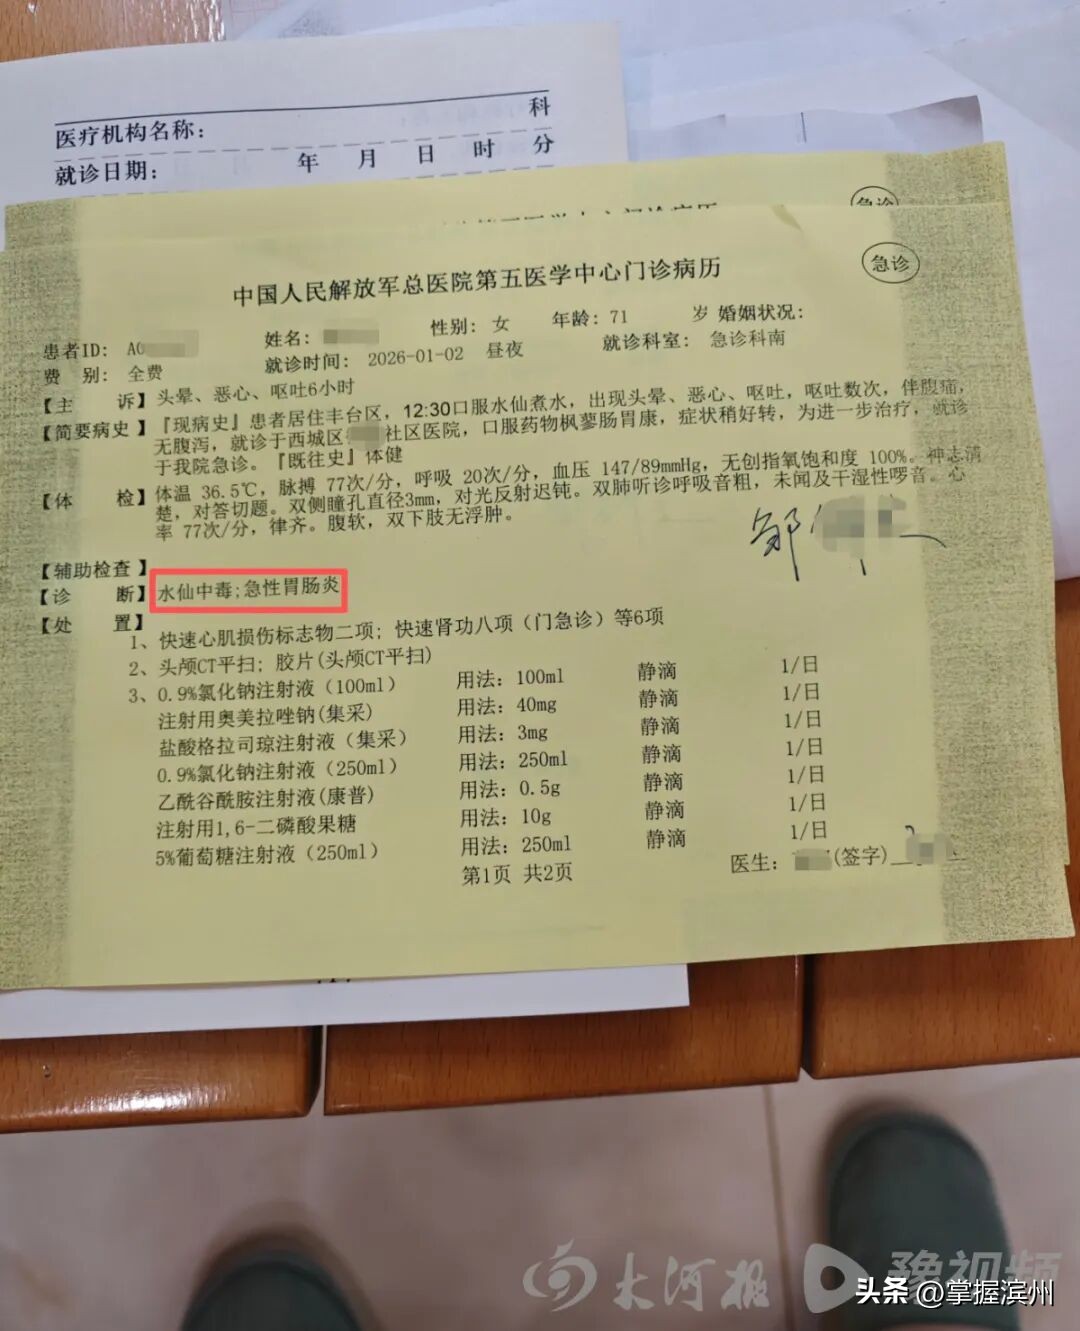 科
医疗机构名称：
就诊日期： 年 月 日 时 分
急诊
急诊
中国人民解放军总医院第五医学中心门诊病历
患者ID： A0 姓名： 性别： 女 年龄： 71 岁 婚姻状况：
费 别： 全费 就诊时间： 2026-01-02 昼夜 就诊科室： 急诊科南
【主 诉】头晕、恶心、呕吐6小时
【简要病史】『现病史』患者居住丰台区，12:30口服水仙煮水，出现头晕、恶心、呕吐，呕吐数次，伴腹痛，
无腹泻，就诊于西城区 社区医院，口服药物枫蓼肠胃康，症状稍好转，为进一步治疗，就诊
于我院急诊。『既往史』体健
【体 检】体温 36.5℃，脉搏 77次/分，呼吸 20次/分，血压 147/89mmHg，无创指氧饱和度 100%。神志清
楚，对答切题。双侧瞳孔直径3mm，对光反射迟钝。双肺听诊呼吸音粗，未闻及干湿性啰音。心
率 77次/分，律齐。腹软，双下肢无浮肿。
邹
【辅助检查】
【诊 断】水仙中毒;急性胃肠炎
【处 置】
1、快速心肌损伤标志物二项; 快速肾功八项（门急诊）等6项
2、头颅CT平扫; 胶片(头颅CT平扫)
3、0.9%氯化钠注射液（100ml） 用法：100ml 静滴 1/日
注射用奥美拉唑钠(集采) 用法：40mg 静滴 1/日
盐酸格拉司琼注射液（集采） 用法：3mg 静滴 1/日
0.9%氯化钠注射液（250ml） 用法：250ml 静滴 1/日
乙酰谷酰胺注射液(康普) 用法：0.5g 静滴 1/日
注射用1,6-二磷酸果糖 用法：10g 静滴 1/日
5%葡萄糖注射液（250ml） 用法：250ml 静滴 1/日
第1页 共2页
医生： (签字)
大河报 豫视频
头条 @掌握滨州